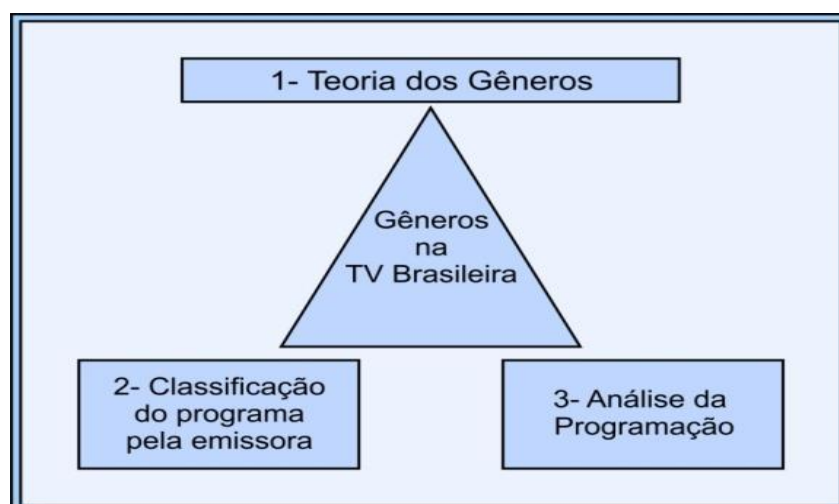 1- Teoria dos Gêneros
Gêneros
na
TV Brasileira
2- Classificação
do programa
pela emissora
3- Análise da
Programação